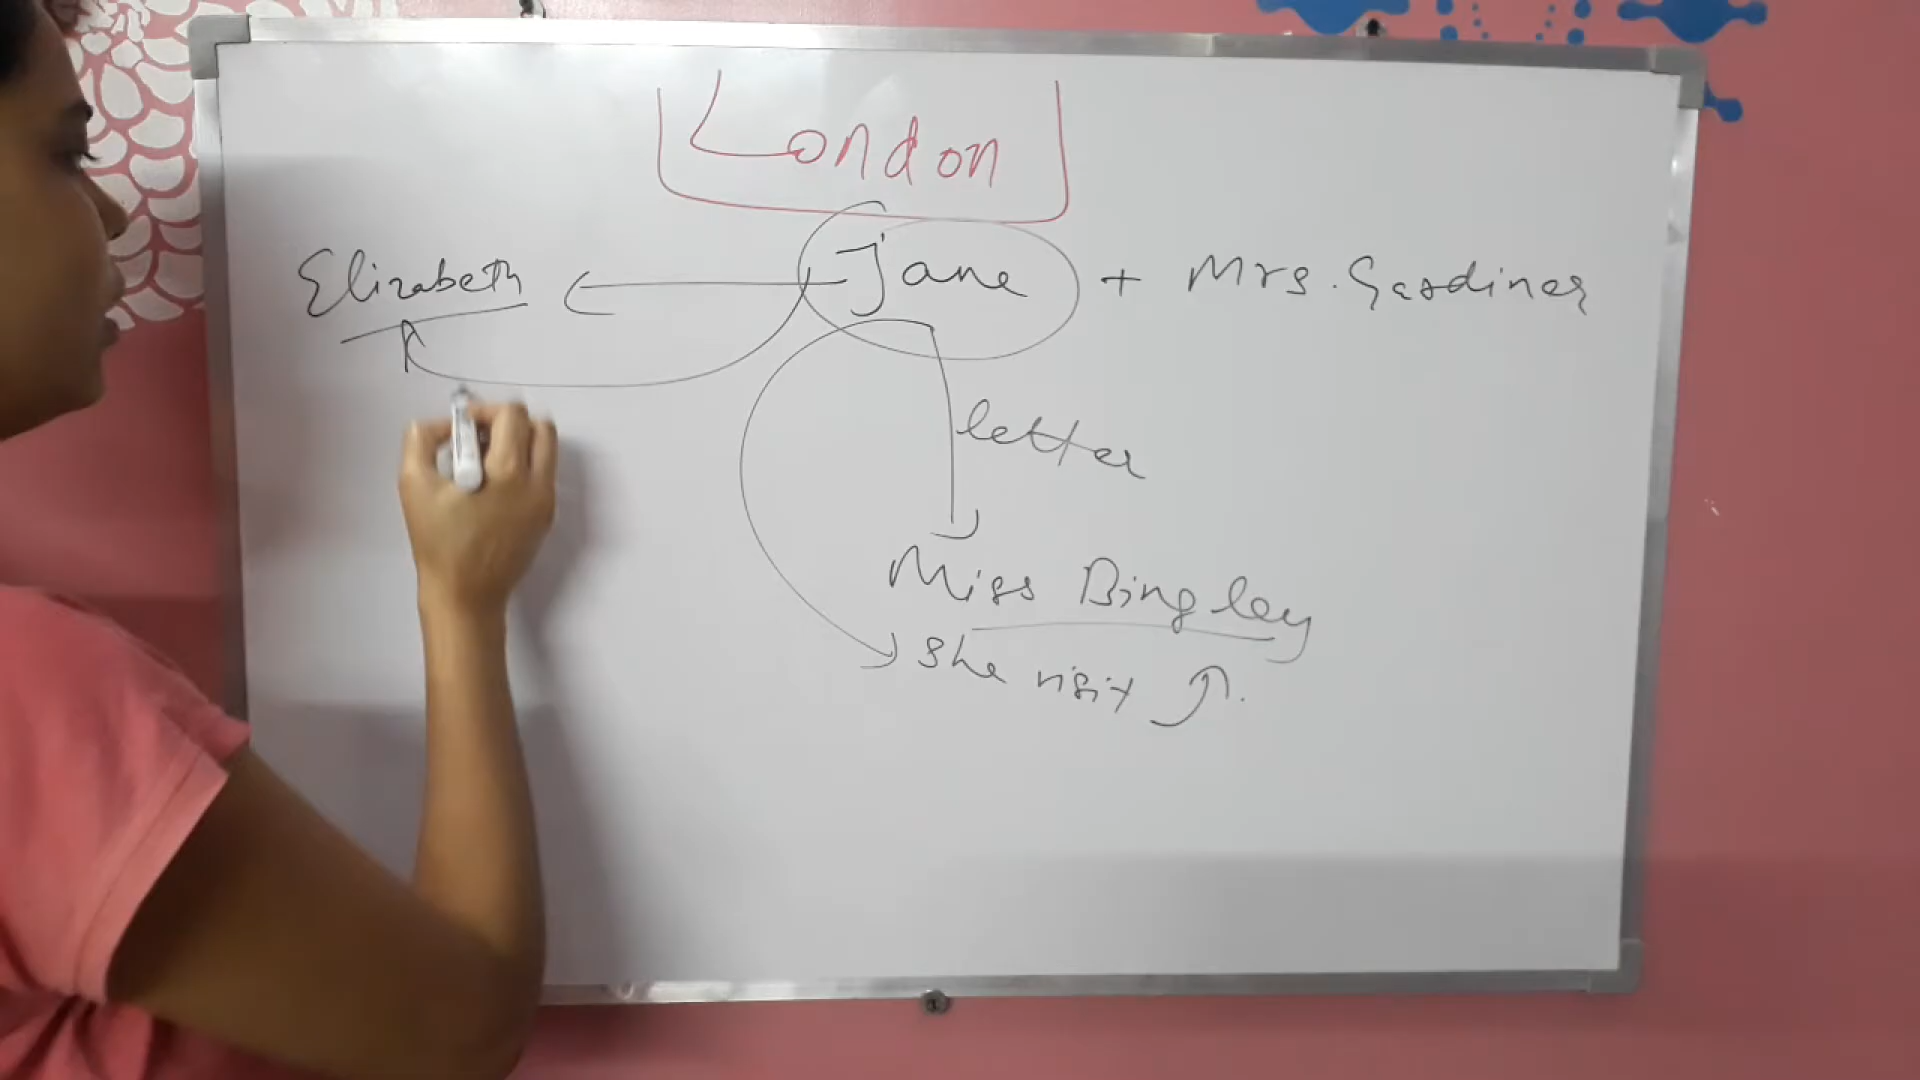 London
Elizabeth Jane + Mrs. Gardiner
letter
Miss Bingley
She visit